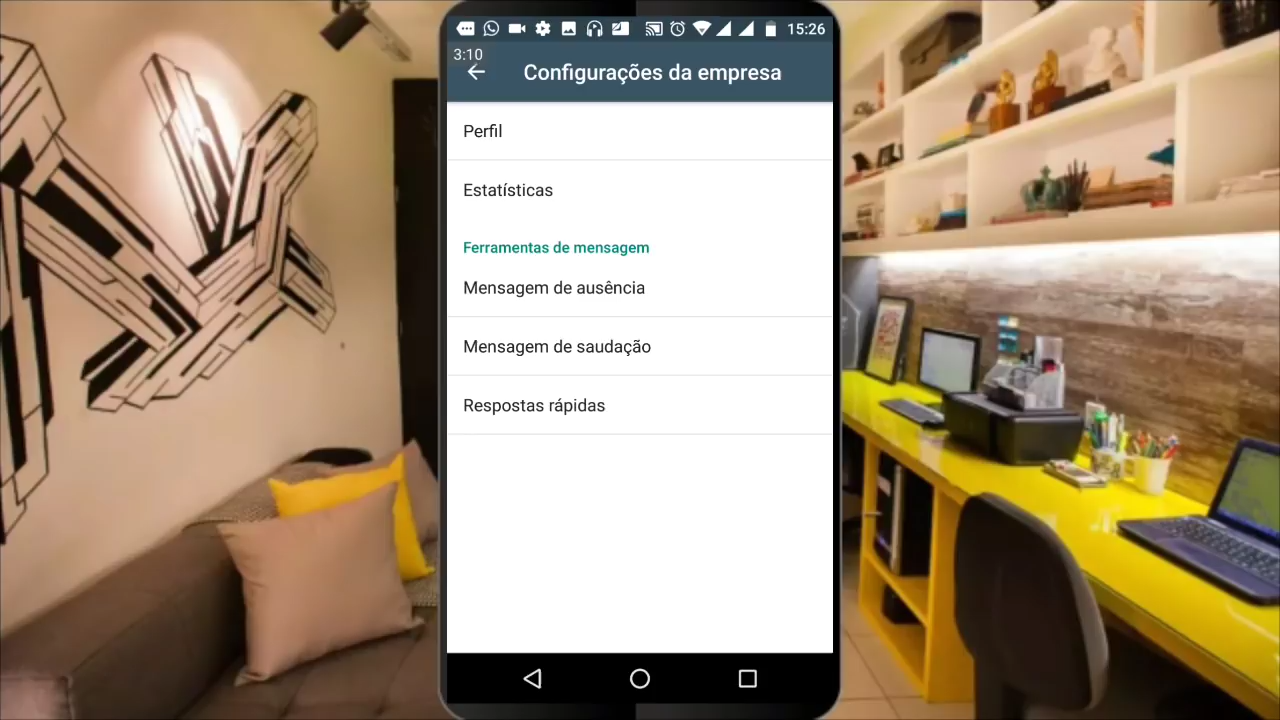 15:26
3:10
Configurações da empresa
Perfil
Estatísticas
Ferramentas de mensagem
Mensagem de ausência
Mensagem de saudação
Respostas rápidas